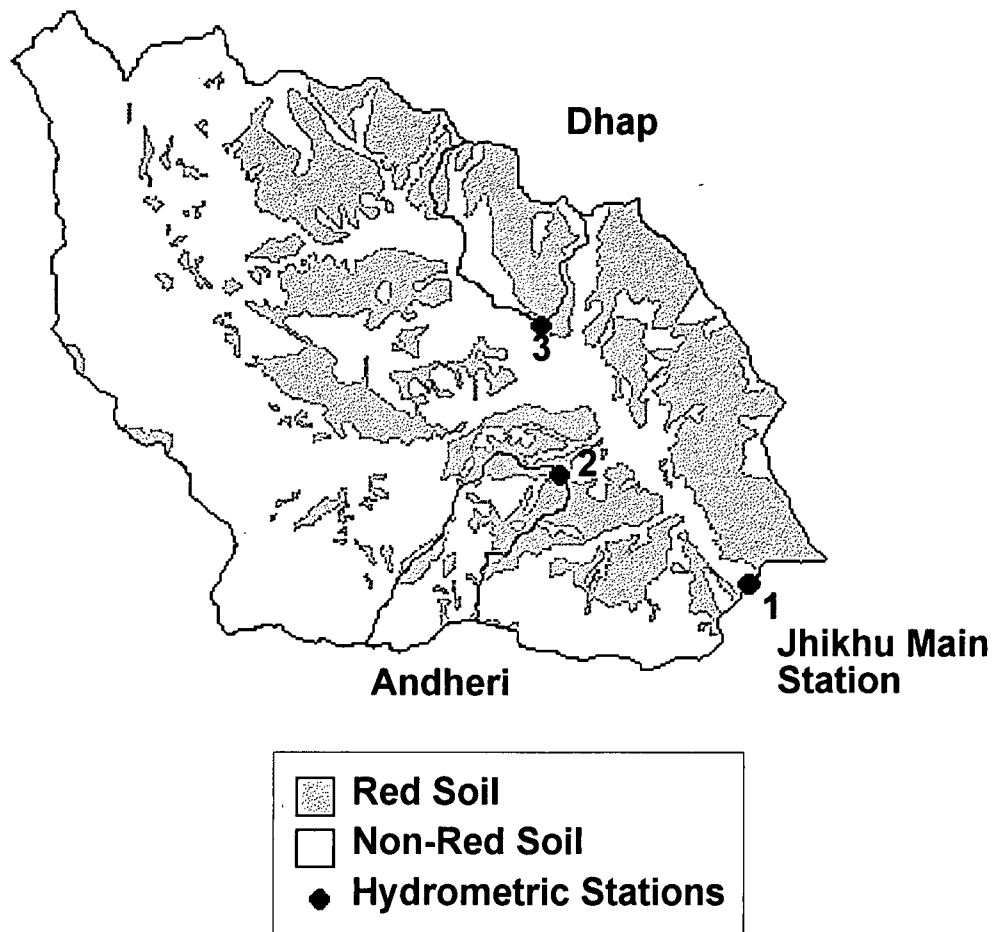 Dhap
3
2
1
Jhikhu Main
Station
Andheri
Red Soil
Non-Red Soil
Hydrometric Stations